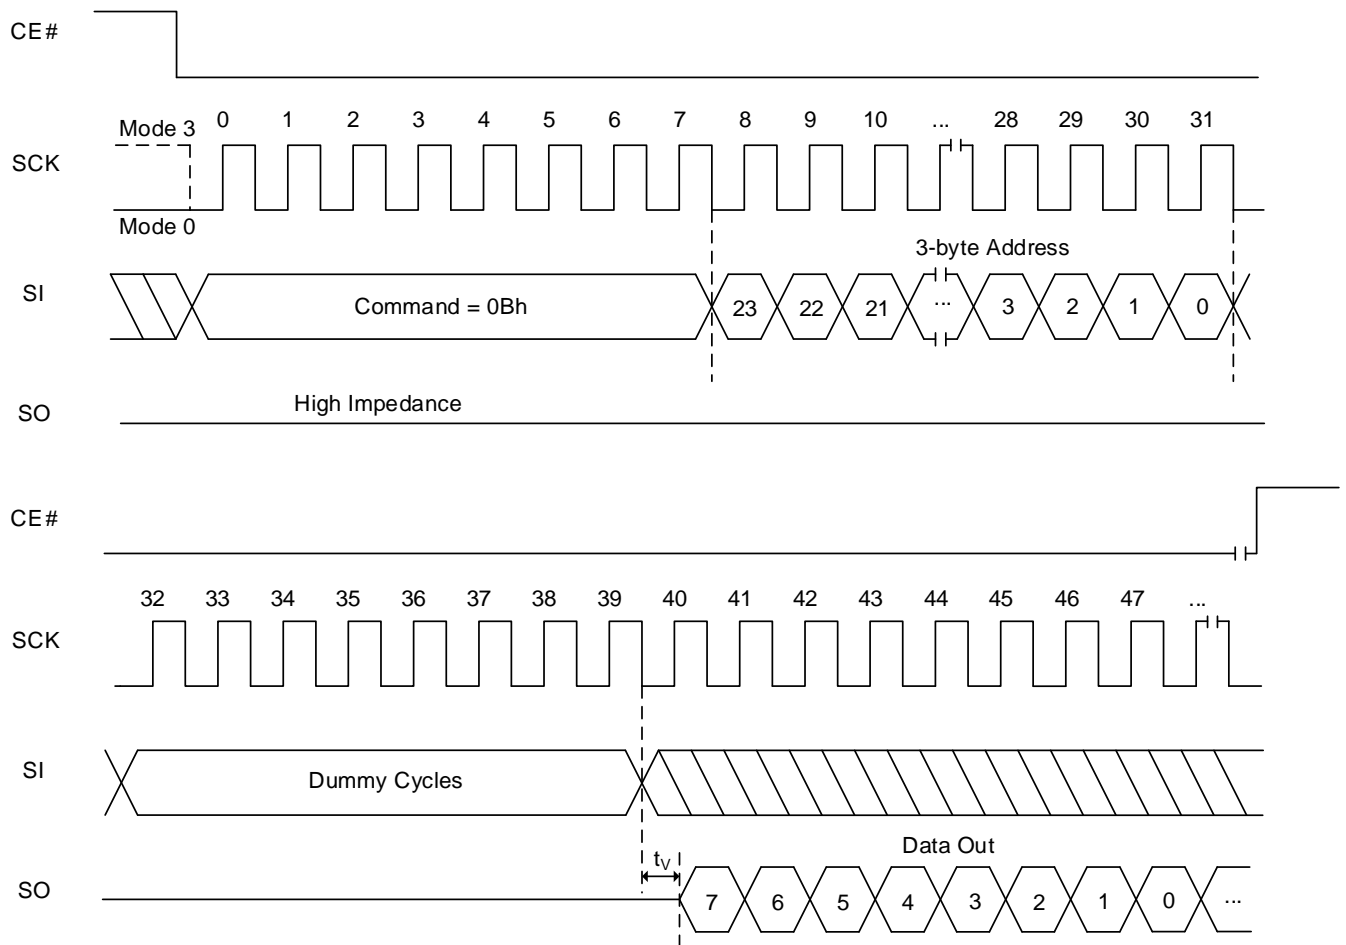 CE#
Mode 3 0 1 2 3 4 5 6 7 8 9 10 ... 28 29 30 31
SCK
Mode 0
3-byte Address
SI Command = 0Bh 23 22 21 ... 3 2 1 0
SO High Impedance
CE#
32 33 34 35 36 37 38 39 40 41 42 43 44 45 46 47 ...
SCK
SI Dummy Cycles
Data Out
tV
SO 7 6 5 4 3 2 1 0 ...